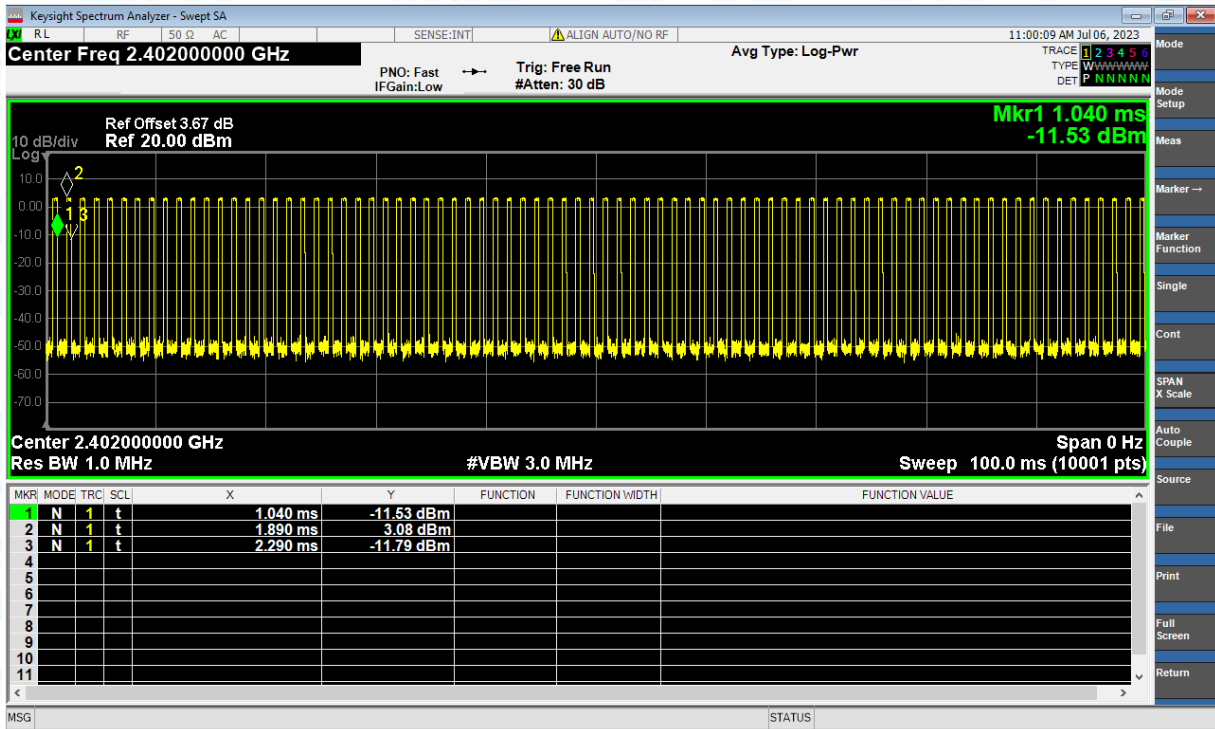 Keysight Spectrum Analyzer - Swept SA
LXI RL RF 50 Ω AC SENSE:INT ALIGN AUTO/NO RF 11:00:09 AM Jul 06, 2023
Center Freq 2.402000000 GHz
PNO: Fast
IFGain:Low
Trig: Free Run
#Atten: 30 dB
Avg Type: Log-Pwr
TRACE 1 2 3 4 5 6
TYPE WWWWWWW
DET P N N N N N
Mkr1 1.040 ms
-11.53 dBm
Ref Offset 3.67 dB
10 dB/div Ref 20.00 dBm
Log
10.0
0.00
-10.0
-20.0
-30.0
-40.0
-50.0
-60.0
-70.0
2
1 3
Center 2.402000000 GHz Span 0 Hz
Res BW 1.0 MHz #VBW 3.0 MHz Sweep 100.0 ms (10001 pts)
MKR MODE TRC SCL X Y FUNCTION FUNCTION WIDTH FUNCTION VALUE
1 N 1 t 1.040 ms -11.53 dBm
2 N 1 t 1.890 ms 3.08 dBm
3 N 1 t 2.290 ms -11.79 dBm
4
5
6
7
8
9
10
11
MSG STATUS
Mode
Mode
Setup
Meas
Marker→
Marker
Function
Single
Cont
SPAN
X Scale
Auto
Couple
Source
File
Print
Full
Screen
Return